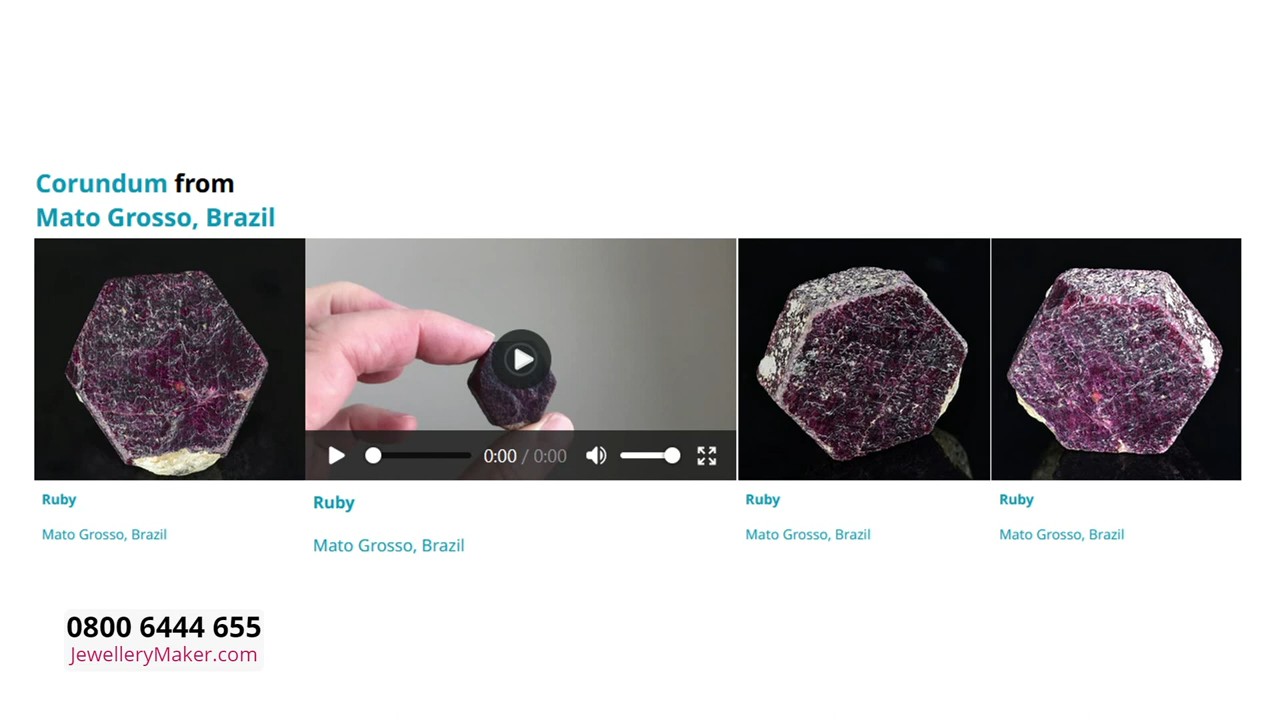 Corundum from
Mato Grosso, Brazil
0:00 / 0:00
Ruby
Mato Grosso, Brazil
Ruby
Mato Grosso, Brazil
Ruby
Mato Grosso, Brazil
Ruby
Mato Grosso, Brazil
0800 6444 655
JewelleryMaker.com